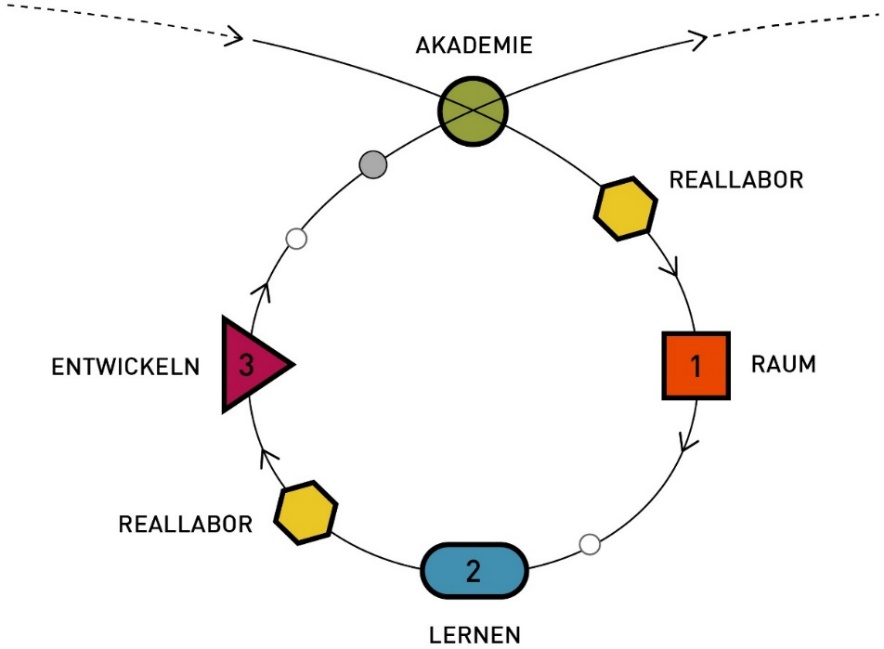 AKADEMIE
REALLABOR
ENTWICKELN
3
1
RAUM
REALLABOR
2
LERNEN